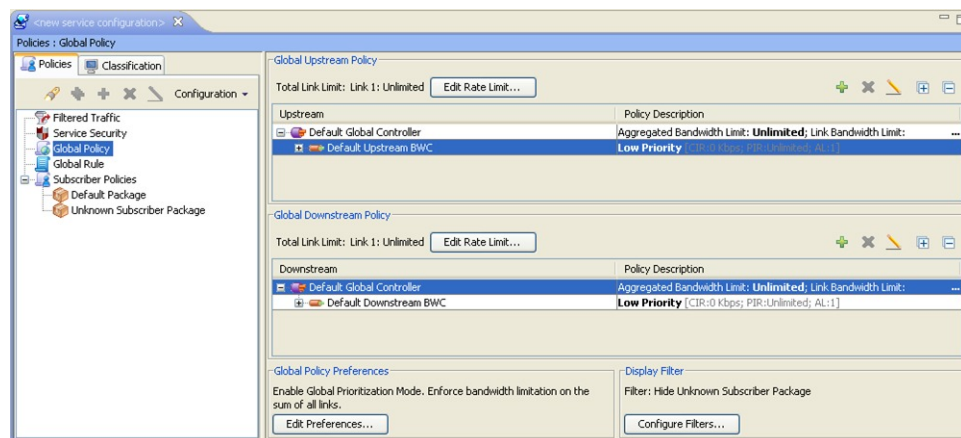 <new service configuration>
Policies : Global Policy
Policies
Classification
Configuration
Filtered Traffic
Service Security
Global Policy
Global Rule
Subscriber Policies
Default Package
Unknown Subscriber Package
Global Upstream Policy
Total Link Limit: Link 1: Unlimited
Edit Rate Limit...
Upstream Policy Description
Default Global Controller Aggregated Bandwidth Limit: Unlimited; Link Bandwidth Limit: ...
Default Upstream BWC Low Priority [CIR:0 Kbps; PIR:Unlimited; AL:1]
Global Downstream Policy
Total Link Limit: Link 1: Unlimited
Edit Rate Limit...
Downstream Policy Description
Default Global Controller Aggregated Bandwidth Limit: Unlimited; Link Bandwidth Limit: ...
Default Downstream BWC Low Priority [CIR:0 Kbps; PIR:Unlimited; AL:1]
Global Policy Preferences
Enable Global Prioritization Mode. Enforce bandwidth limitation on the
sum of all links.
Edit Preferences...
Display Filter
Filter: Hide Unknown Subscriber Package
Configure Filters...